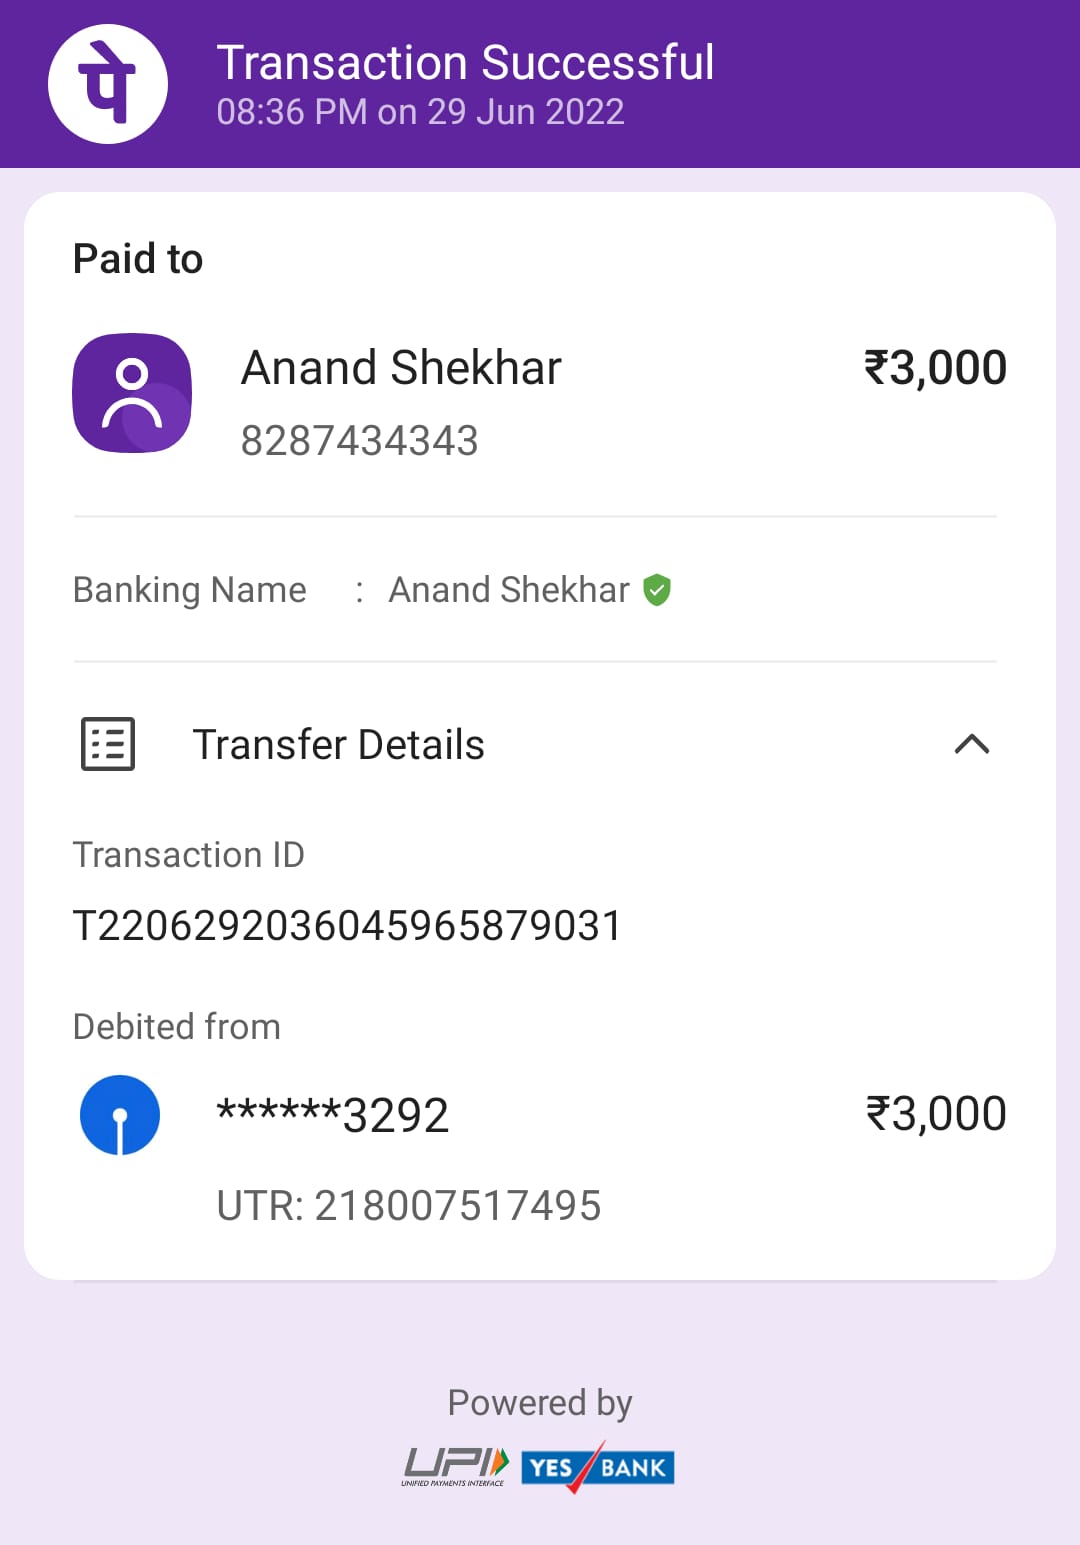 पे
Transaction Successful
08:36 PM on 29 Jun 2022
Paid to
Anand Shekhar ₹3,000
8287434343
Banking Name : Anand Shekhar
Transfer Details
Transaction ID
T2206292036045965879031
Debited from
******3292 ₹3,000
UTR: 218007517495
Powered by
UPI YES BANK
UNIFIED PAYMENTS INTERFACE